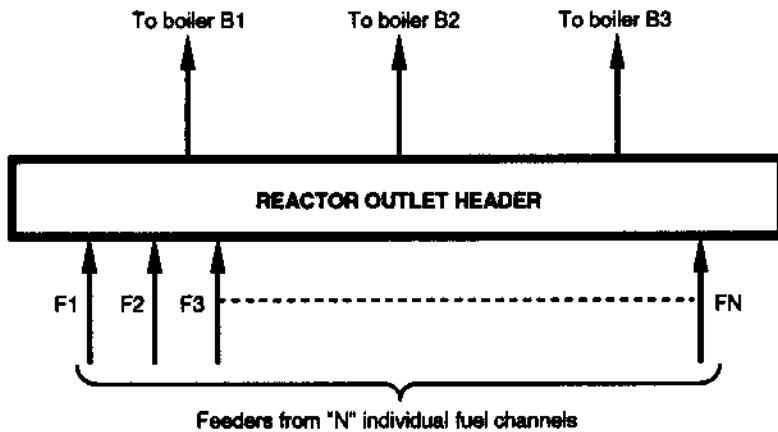 To boiler B1 To boiler B2 To boiler B3
REACTOR OUTLET HEADER
F1 F2 F3 FN
Feeders from "N" individual fuel channels